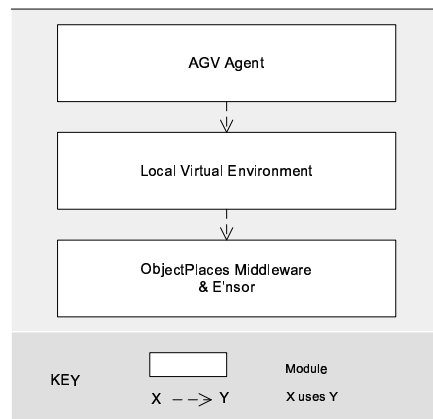 AGV Agent
Local Virtual Environment
ObjectPlaces Middleware
& E'nsor
KEY
Module
X --> Y
X uses Y